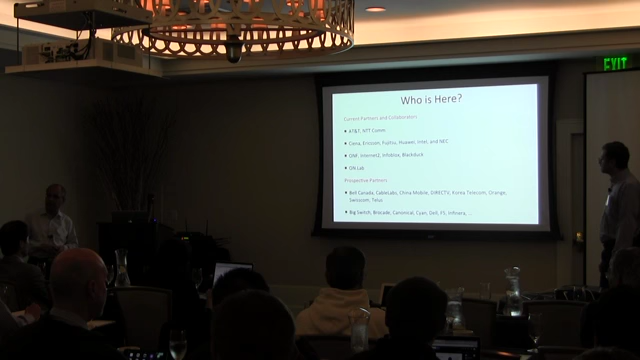 EXIT
Who is Here?
Current Partners and Collaborators
• AT&T, NTT Comm
• Ciena, Ericsson, Fujitsu, Huawei, Intel, and NEC
• ONF, Internet2, Infoblox, Blackduck
• ON Lab
Prospective Partners
• Bell Canada, CableLabs, China Mobile, DIRECTV, Korea Telecom, Orange,
Swisscom, Telus
• Big Switch, Brocade, Canonical, Cyan, Dell, F5, Infinera, ...